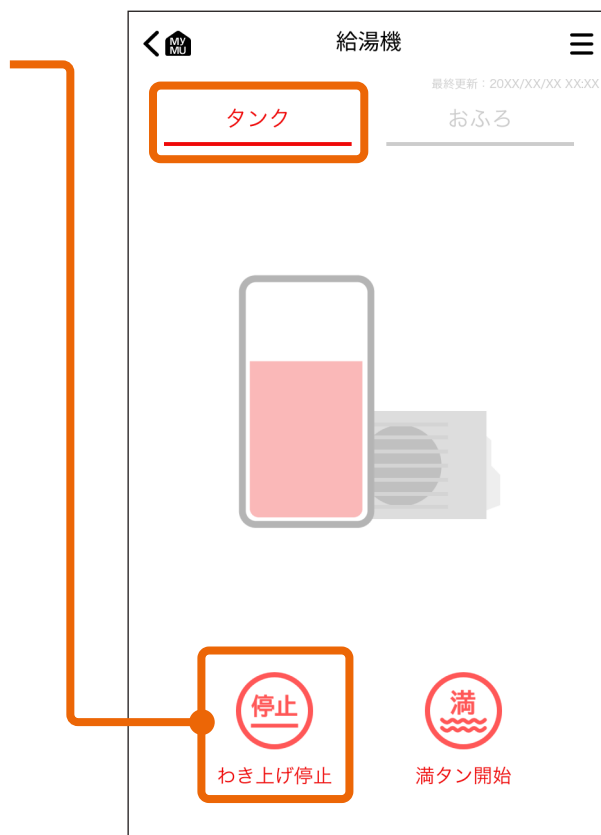 MY
MU
給湯機
最終更新：20XX/XX/XX XX:XX
タンク
おふろ
停止
満
わき上げ停止
満タン開始